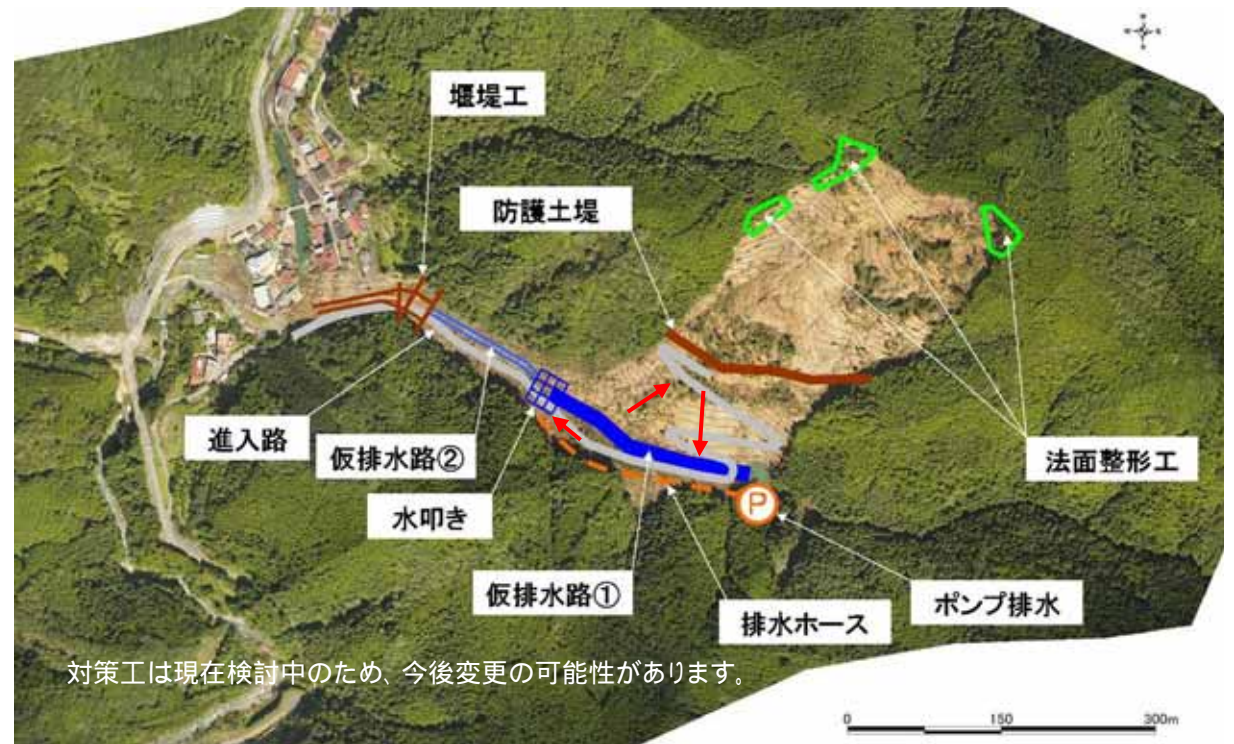 堰堤工
防護土堤
進入路
仮排水路②
水叩き
仮排水路①
排水ホース
ポンプ排水
法面整形工
P
対策工は現在検討中のため、今後変更の可能性があります。
0 150 300m